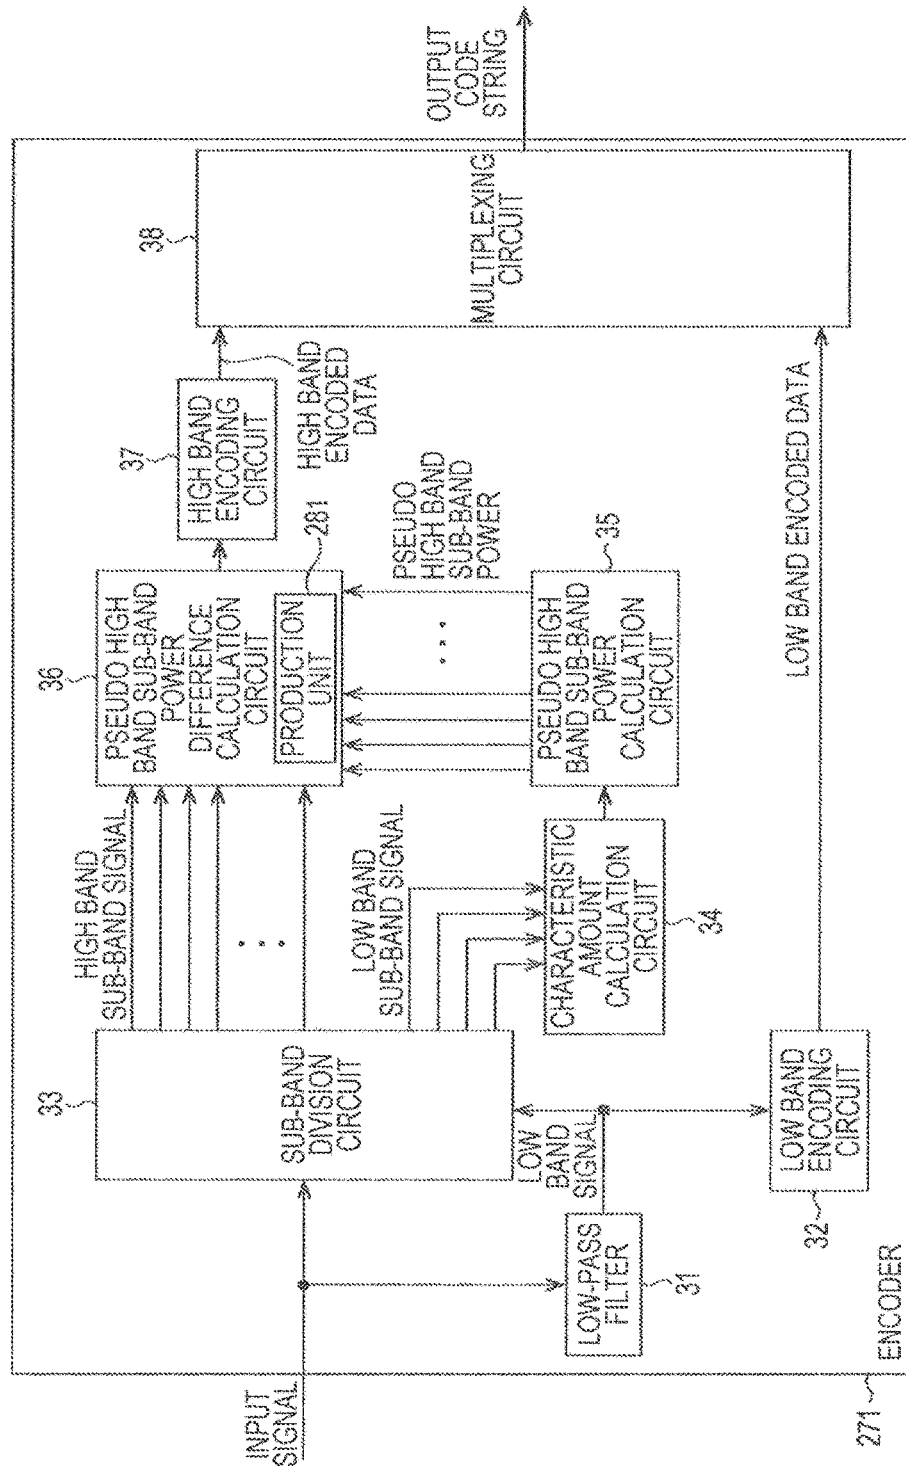 INPUT
SIGNAL
271
ENCODER
33
SUB-BAND
DIVISION
CIRCUIT
LOW
BAND
SIGNAL
LOW-PASS
FILTER
31
LOW BAND
ENCODING
CIRCUIT
32
HIGH BAND
SUB-BAND SIGNAL
LOW BAND
SUB-BAND SIGNAL
CHARACTERISTIC
AMOUNT
CALCULATION
CIRCUIT
34
36
PSEUDO HIGH
BAND SUB-BAND
POWER
DIFFERENCE
CALCULATION
CIRCUIT
PRODUCTION
UNIT
281
PSEUDO
HIGH BAND
SUB-BAND
POWER
35
PSEUDO HIGH
BAND SUB-BAND
POWER
CALCULATION
CIRCUIT
37
HIGH BAND
ENCODING
CIRCUIT
HIGH BAND
ENCODED
DATA
LOW BAND ENCODED DATA
38
MULTIPLEXING
CIRCUIT
OUTPUT
CODE
STRING